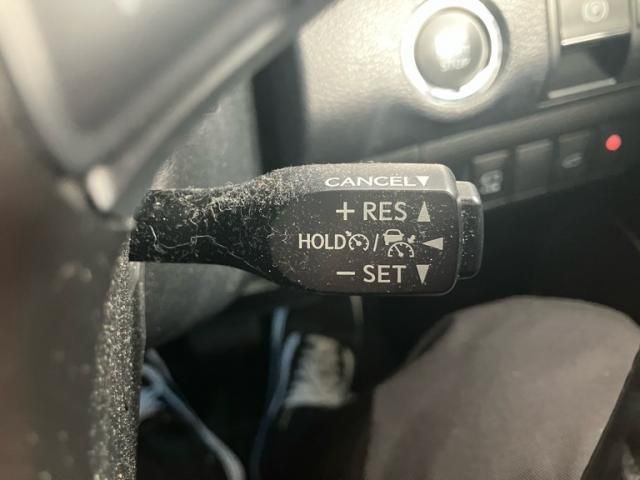 CANCEL
+ RES
HOLD /
- SET